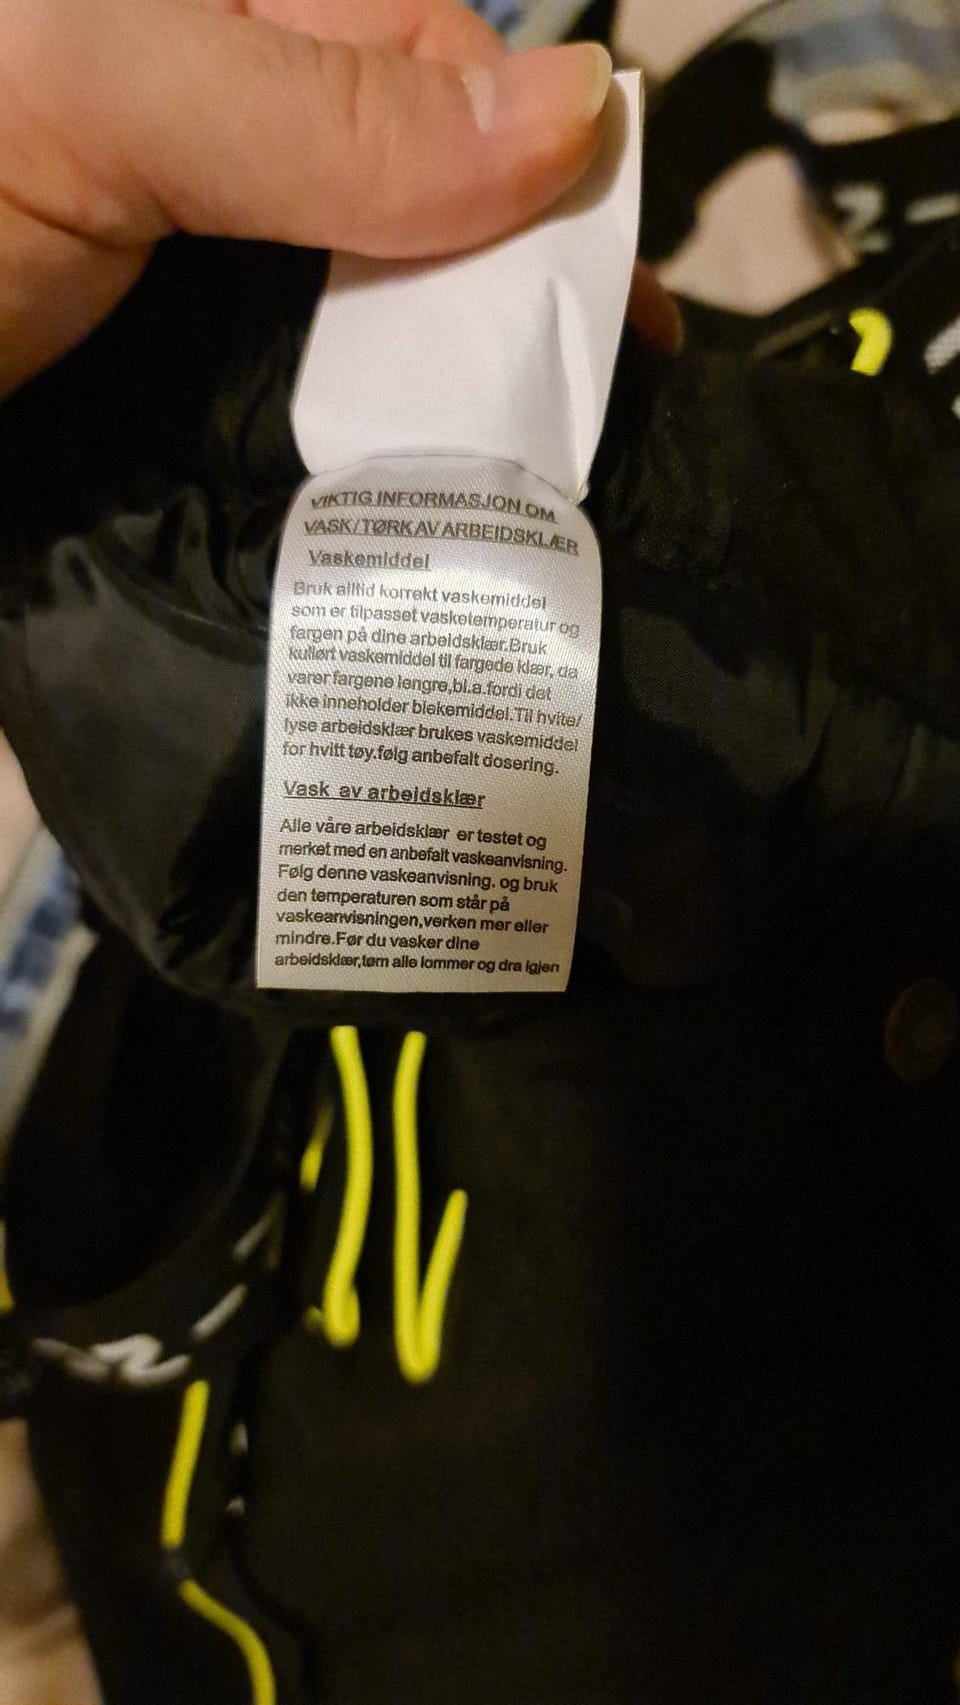 VIKTIG INFORMASJON OM
VASK/TØRK AV ARBEIDSKLÆR
Vaskemiddel
Bruk alltid korrekt vaskemiddel
som er tilpasset vasketemperatur og
fargen på dine arbeidsklær.Bruk
kulført vaskemiddel til fargede klær, da
varer fargene lengre,bl.a.fordi det
ikke inneholder blekemiddel.Til hvite/
lyse arbeidsklær brukes vaskemiddel
for hvitt tøy.følg anbefalt dosering.
Vask av arbeidsklær
Alle våre arbeidsklær er testet og
merket med en anbefalt vaskeanvisning.
Følg denne vaskeanvisning. og bruk
den temperaturen som står på
vaskeanvisningen,verken mer eller
mindre.Før du vasker dine
arbeidsklær,tøm alle lommer og dra igjen